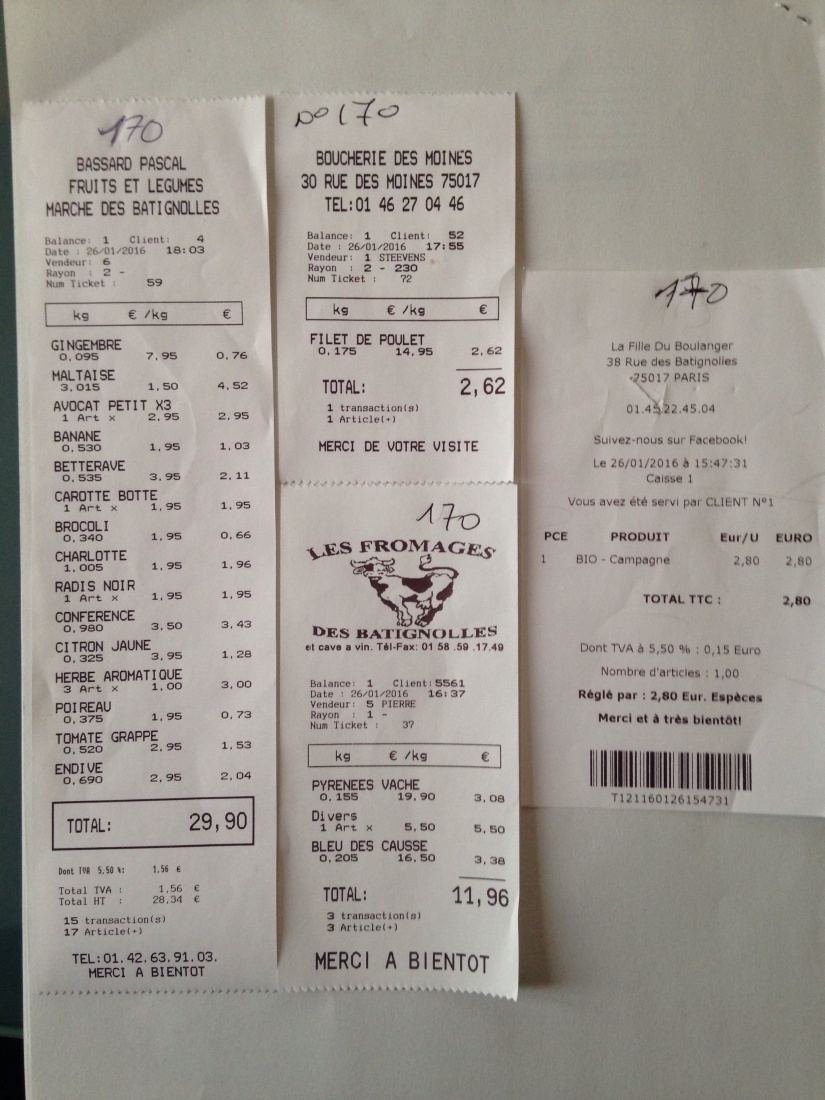 170
BASSARD PASCAL
FRUITS ET LEGUMES
MARCHE DES BATIGNOLLES
Balance: 1 Client: 4
Date : 26/01/2016 18:03
Vendeur: 6
Rayon : 2 -
Num Ticket : 59
kg € /kg €
GINGEMBRE
0,095 7,95 0,76
MALTAISE
3,015 1,50 4,52
AVOCAT PETIT X3
1 Art x 2,95 2,95
BANANE
0,530 1,95 1,03
BETTERAVE
0,535 3,95 2,11
CAROTTE BOTTE
1 Art x 1,95 1,95
BROCOLI
0,340 1,95 0,66
CHARLOTTE
1,005 1,95 1,96
RADIS NOIR
1 Art x 1,95 1,95
CONFERENCE
0,980 3,50 3,43
CITRON JAUNE
0,325 3,95 1,28
HERBE AROMATIQUE
3 Art x 1,00 3,00
POIREAU
0,375 1,95 0,73
TOMATE GRAPPE
0,520 2,95 1,53
ENDIVE
0,690 2,95 2,04
TOTAL: 29,90
Dont TVA 5,50 %: 1,56 €
Total TVA : 1,56 €
Total HT : 28,34 €
15 transaction(s)
17 Article(+)
TEL:01.42.63.91.03.
MERCI A BIENTOT
No 170
BOUCHERIE DES MOINES
30 RUE DES MOINES 75017
TEL:01 46 27 04 46
Balance: 1 Client: 52
Date : 26/01/2016 17:55
Vendeur: 1 STEEVENS
Rayon : 2 - 230
Num Ticket : 72
kg € /kg €
FILET DE POULET
0,175 14,95 2,62
TOTAL: 2,62
1 transaction(s)
1 Article(+)
MERCI DE VOTRE VISITE
170
LES FROMAGES
DES BATIGNOLLES
et cave a vin. Tél-Fax: 01 58 .59 .17.49
Balance: 1 Client:5561
Date : 26/01/2016 16:37
Vendeur: 5 PIERRE
Rayon : 1 -
Num Ticket : 37
kg € /kg €
PYRENEES VACHE
0,155 19,90 3,08
Divers
1 Art x 5,50 5,50
BLEU DES CAUSSE
0,205 16,50 3,38
TOTAL: 11,96
3 transaction(s)
3 Article(+)
MERCI A BIENTOT
170
La Fille Du Boulanger
38 Rue des Batignolles
75017 PARIS
01.45.22.45.04
Suivez-nous sur Facebook!
Le 26/01/2016 à 15:47:31
Caisse 1
Vous avez été servi par CLIENT N°1
PCE PRODUIT Eur/U EURO
1 BIO - Campagne 2,80 2,80
TOTAL TTC : 2,80
Dont TVA à 5,50 % : 0,15 Euro
Nombre d'articles : 1,00
Réglé par : 2,80 Eur. Espèces
Merci et à très bientôt!
T121160126154731